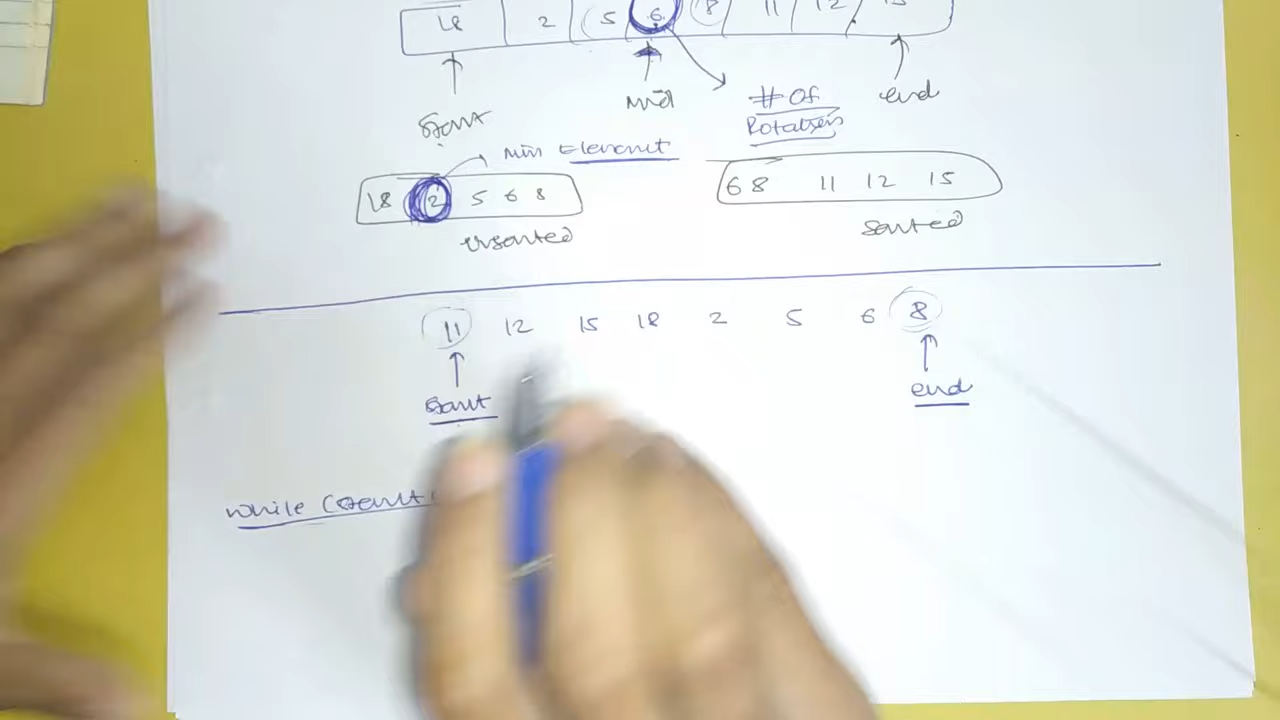 18 2 5 6 8 11 12 15
start mid # Of end
Rotations
Min Element
18 2 5 6 8 6 8 11 12 15
Unsorted sorted
11 12 15 18 2 5 6 8
start end
while (start